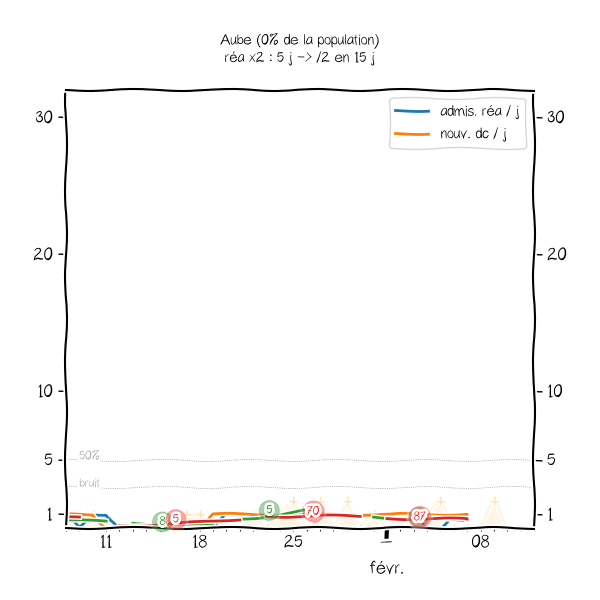 Aube (0% de la population)
réa x2 : 5 j -> /2 en 15 j
admis. réa / j
nouv. dc / j
30 30
20 20
10 10
5 5
1 1
50%
bruit
8 5 5 70 87
11 18 25 1 08
févr.